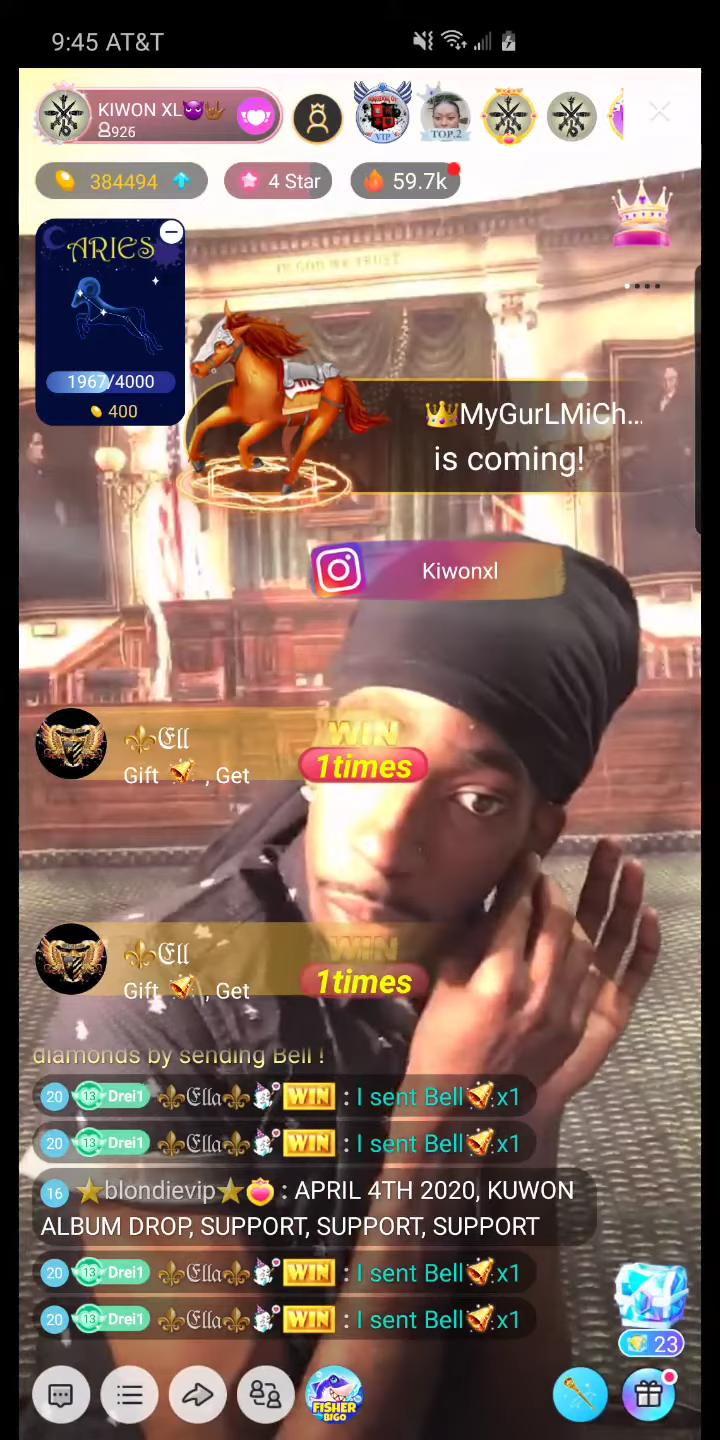 9:45 AT&T
KIWON XL😈🤟🏾
926
VIP
TOP.2
384494
4 Star
59.7k
IN GOD WE TRUST
ARIES
1967/4000
400
👑MyGurLMiCh...
is coming!
Kiwonxl
⚜️𝕰𝖑𝖑
Gift 🔔 , Get
WIN
1times
⚜️𝕰𝖑𝖑
Gift 🔔 , Get
WIN
1times
diamonds by sending Bell !
20 13 Drei1 ⚜️𝕰𝖑𝖑𝖆⚜️🦄 WIN : I sent Bell🔔x1
20 13 Drei1 ⚜️𝕰𝖑𝖑𝖆⚜️🦄 WIN : I sent Bell🔔x1
16 ⭐blondievip⭐🍑 : APRIL 4TH 2020, KUWON
ALBUM DROP, SUPPORT, SUPPORT, SUPPORT
20 13 Drei1 ⚜️𝕰𝖑𝖑𝖆⚜️🦄 WIN : I sent Bell🔔x1
20 13 Drei1 ⚜️𝕰𝖑𝖑𝖆⚜️🦄 WIN : I sent Bell🔔x1
23
FISHER
BIGO